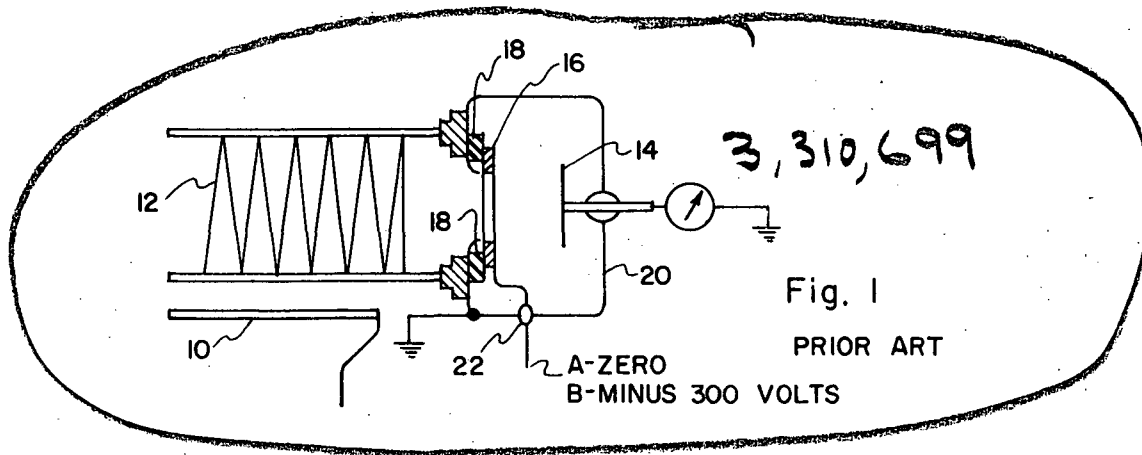 18
16
14
3,310,699
12
18
20
Fig. 1
10
22
PRIOR ART
A-ZERO
B-MINUS 300 VOLTS